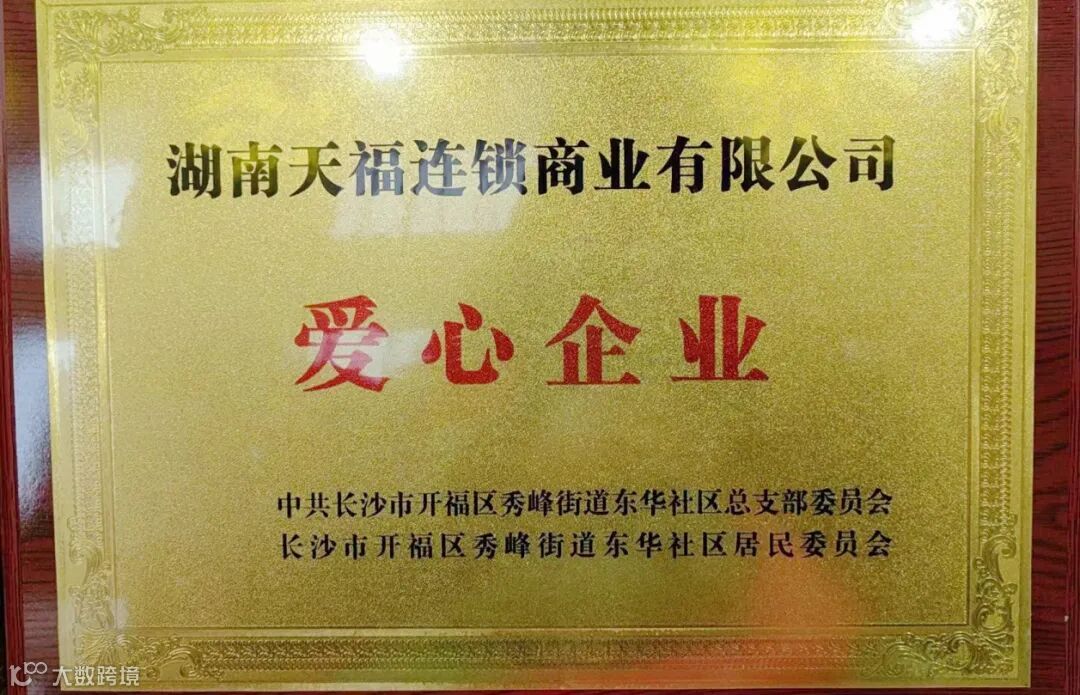 湖南天福连锁商业有限公司
爱心企业
中共长沙市开福区秀峰街道东华社区总支部委员会
长沙市开福区秀峰街道东华社区居民委员会
大数跨境